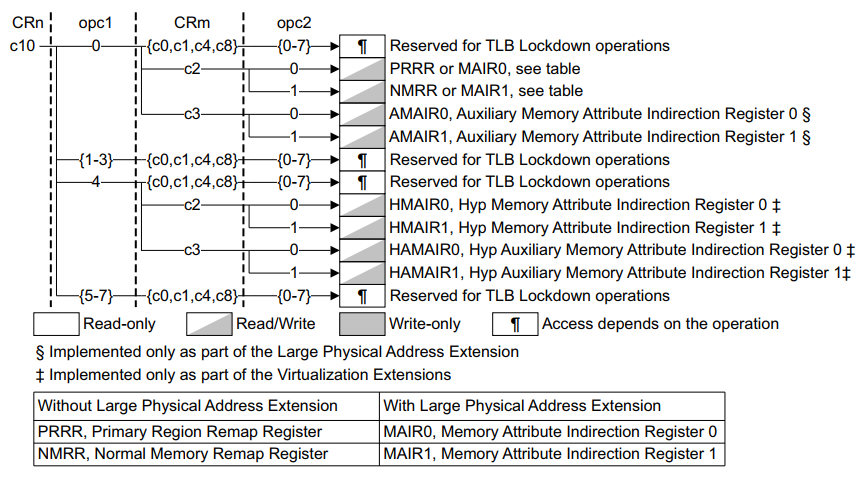 CRn opc1 CRm opc2
c10 0 {c0,c1,c4,c8} {0-7} ¶ Reserved for TLB Lockdown operations
c2 0 PRRR or MAIR0, see table
1 NMRR or MAIR1, see table
c3 0 AMAIR0, Auxiliary Memory Attribute Indirection Register 0 §
1 AMAIR1, Auxiliary Memory Attribute Indirection Register 1 §
{1-3} {c0,c1,c4,c8} {0-7} ¶ Reserved for TLB Lockdown operations
4 {c0,c1,c4,c8} {0-7} ¶ Reserved for TLB Lockdown operations
c2 0 HMAIR0, Hyp Memory Attribute Indirection Register 0 ‡
1 HMAIR1, Hyp Memory Attribute Indirection Register 1 ‡
c3 0 HAMAIR0, Hyp Auxiliary Memory Attribute Indirection Register 0 ‡
1 HAMAIR1, Hyp Auxiliary Memory Attribute Indirection Register 1‡
{5-7} {c0,c1,c4,c8} {0-7} ¶ Reserved for TLB Lockdown operations
Read-only Read/Write Write-only ¶ Access depends on the operation
§ Implemented only as part of the Large Physical Address Extension
‡ Implemented only as part of the Virtualization Extensions
Without Large Physical Address Extension With Large Physical Address Extension
PRRR, Primary Region Remap Register MAIR0, Memory Attribute Indirection Register 0
NMRR, Normal Memory Remap Register MAIR1, Memory Attribute Indirection Register 1